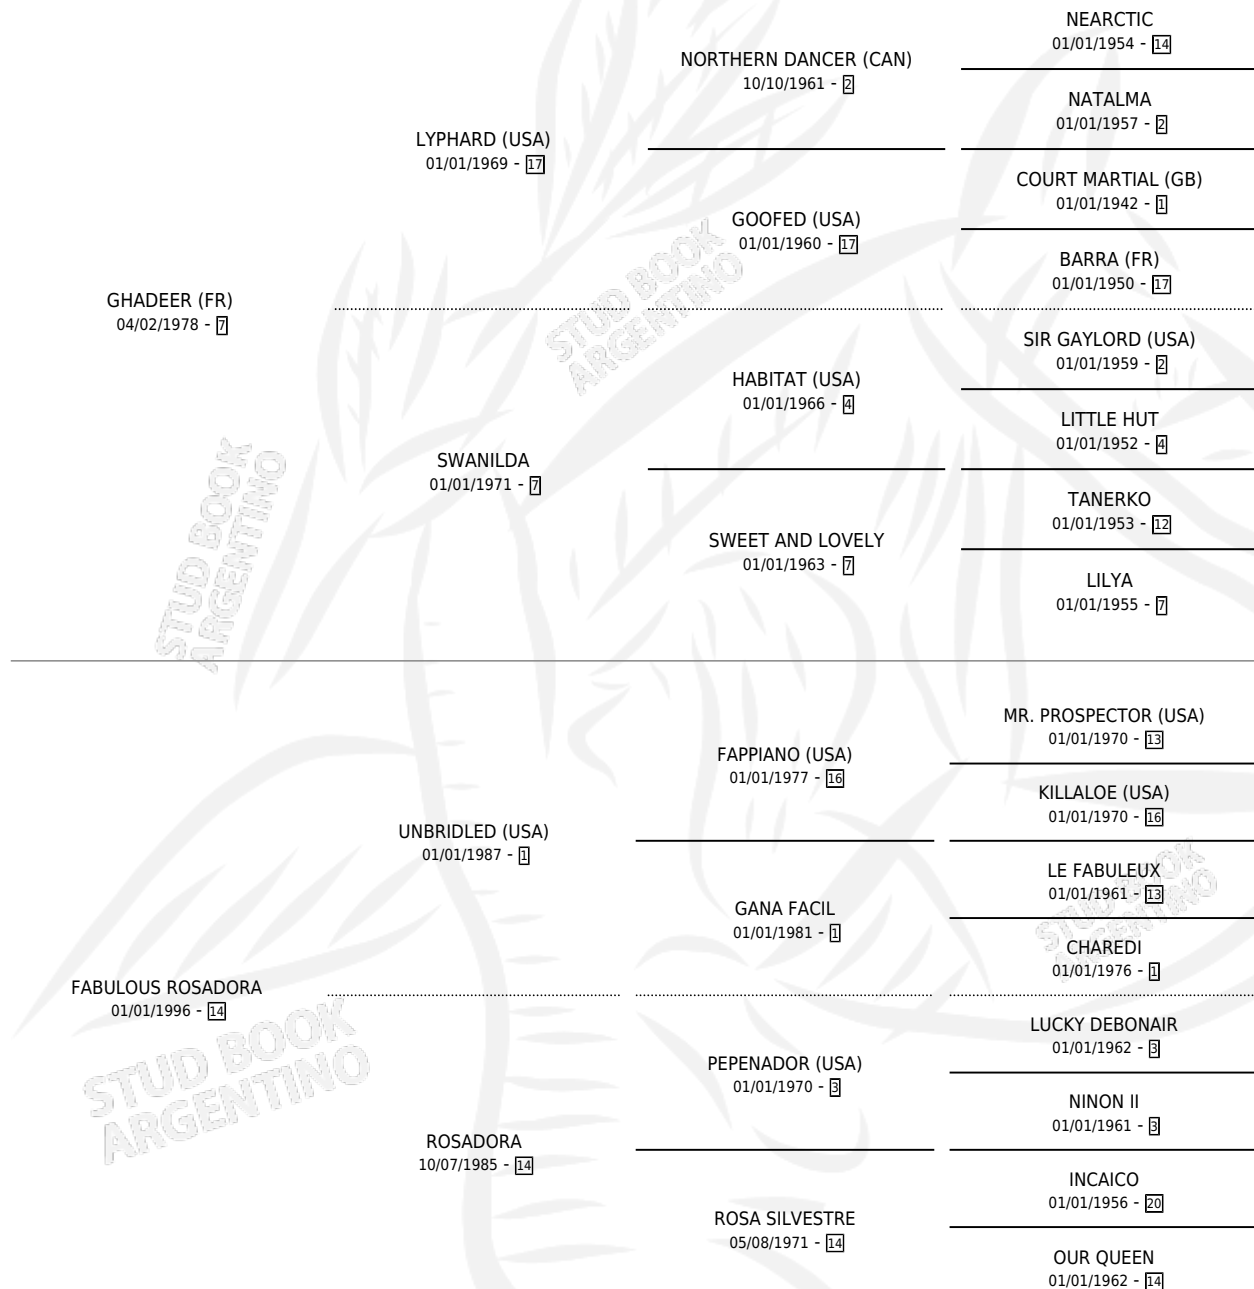 NEARCTIC
01/01/1954 - 14
NORTHERN DANCER (CAN)
10/10/1961 - 2
NATALMA
01/01/1957 - 2
LYPHARD (USA)
01/01/1969 - 17
COURT MARTIAL (GB)
01/01/1942 - 1
GOOFED (USA)
01/01/1960 - 17
BARRA (FR)
01/01/1950 - 17
GHADEER (FR)
04/02/1978 - 7
SIR GAYLORD (USA)
01/01/1959 - 2
HABITAT (USA)
01/01/1966 - 4
LITTLE HUT
01/01/1952 - 4
SWANILDA
01/01/1971 - 7
TANERKO
01/01/1953 - 12
SWEET AND LOVELY
01/01/1963 - 7
LILYA
01/01/1955 - 7
MR. PROSPECTOR (USA)
01/01/1970 - 13
FAPPIANO (USA)
01/01/1977 - 16
KILLALOE (USA)
01/01/1970 - 16
UNBRIDLED (USA)
01/01/1987 - 1
LE FABULEUX
01/01/1961 - 13
GANA FACIL
01/01/1981 - 1
CHAREDI
01/01/1976 - 1
FABULOUS ROSADORA
01/01/1996 - 14
LUCKY DEBONAIR
01/01/1962 - 3
PEPENADOR (USA)
01/01/1970 - 3
NINON II
01/01/1961 - 3
ROSADORA
10/07/1985 - 14
INCAICO
01/01/1956 - 20
ROSA SILVESTRE
05/08/1971 - 14
OUR QUEEN
01/01/1962 - 14
STUD BOOK
ARGENTINO
STUD BOOK
ARGENTINO
STUD BOOK
ARGENTINO
STUD BOOK
ARGENTINO